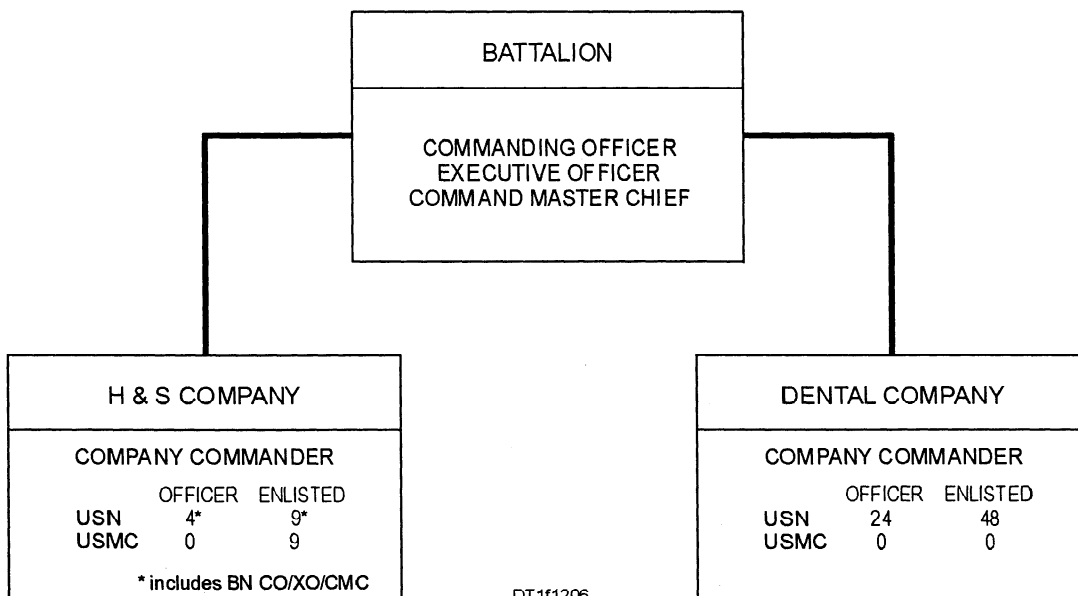 BATTALION
COMMANDING OFFICER
EXECUTIVE OFFICER
COMMAND MASTER CHIEF
H & S COMPANY
COMPANY COMMANDER
OFFICER ENLISTED
USN 4* 9*
USMC 0 9
* includes BN CO/XO/CMC
DENTAL COMPANY
COMPANY COMMANDER
OFFICER ENLISTED
USN 24 48
USMC 0 0
DT1f1206